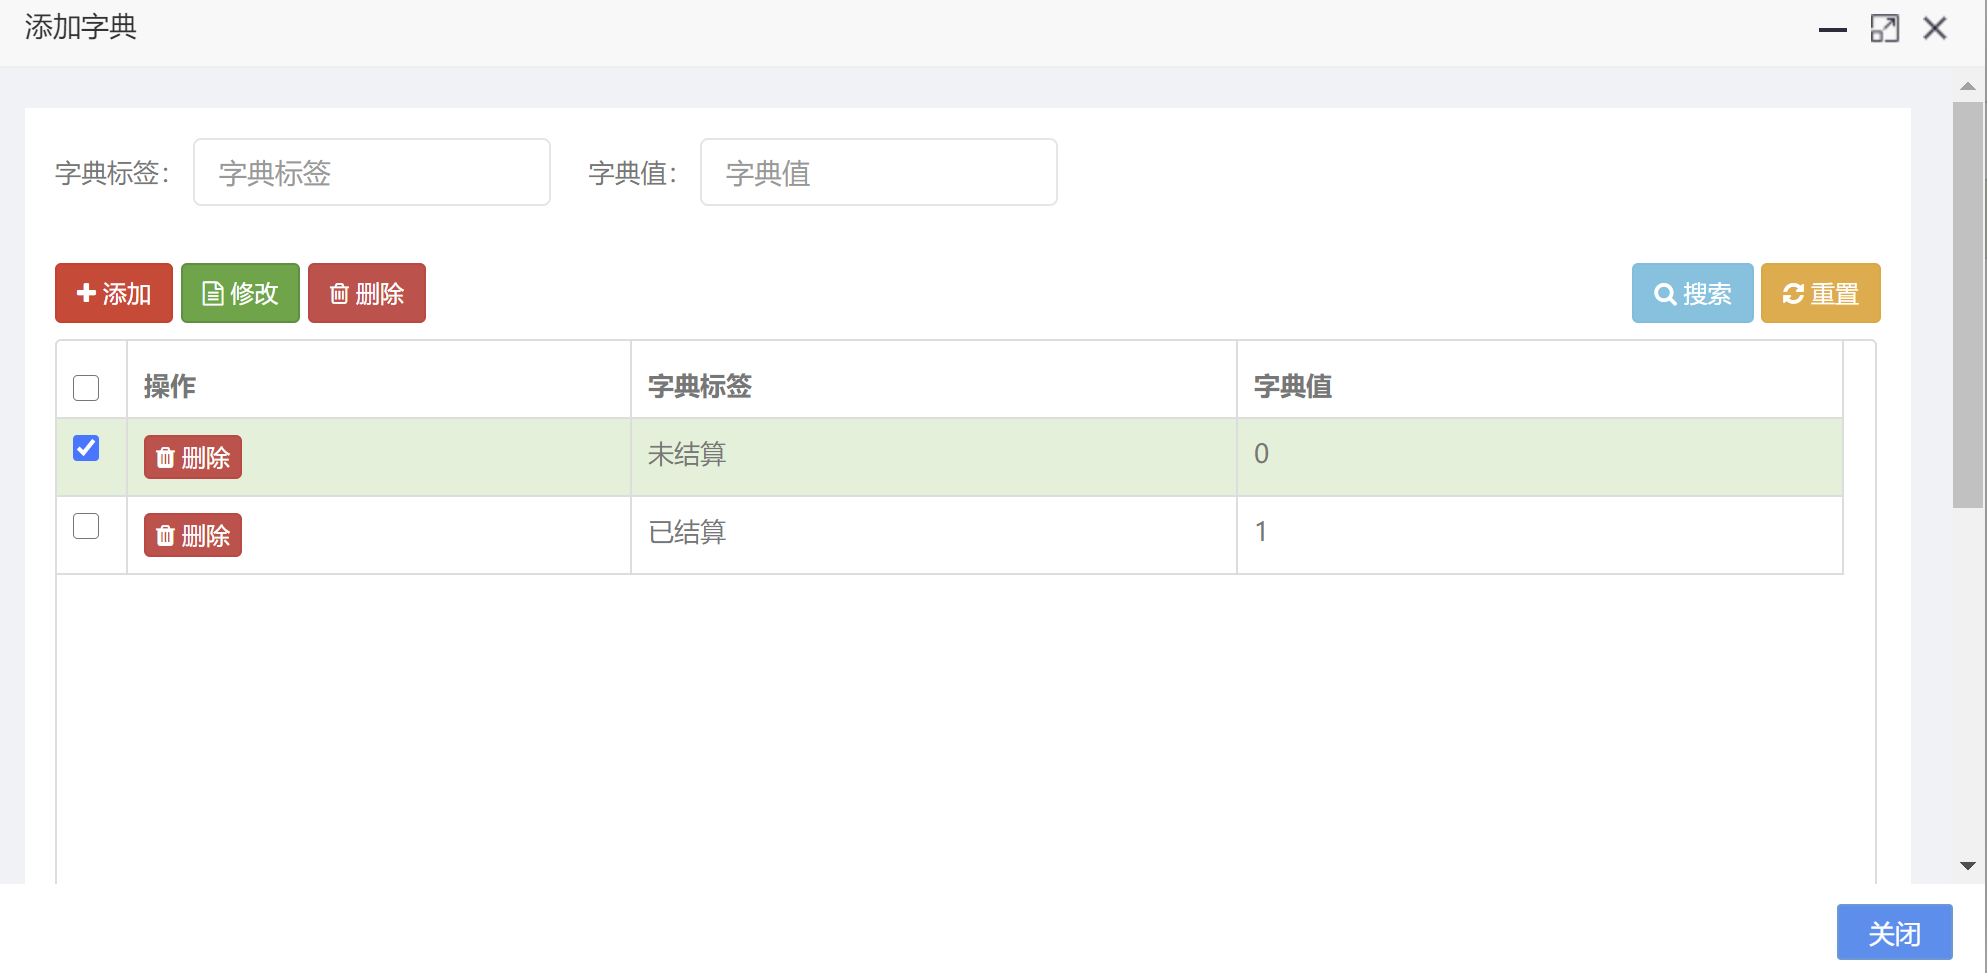 添加字典
字典标签： 字典标签 字典值： 字典值
添加 修改 删除 搜索 重置
操作 字典标签 字典值
删除 未结算 0
删除 已结算 1
关闭